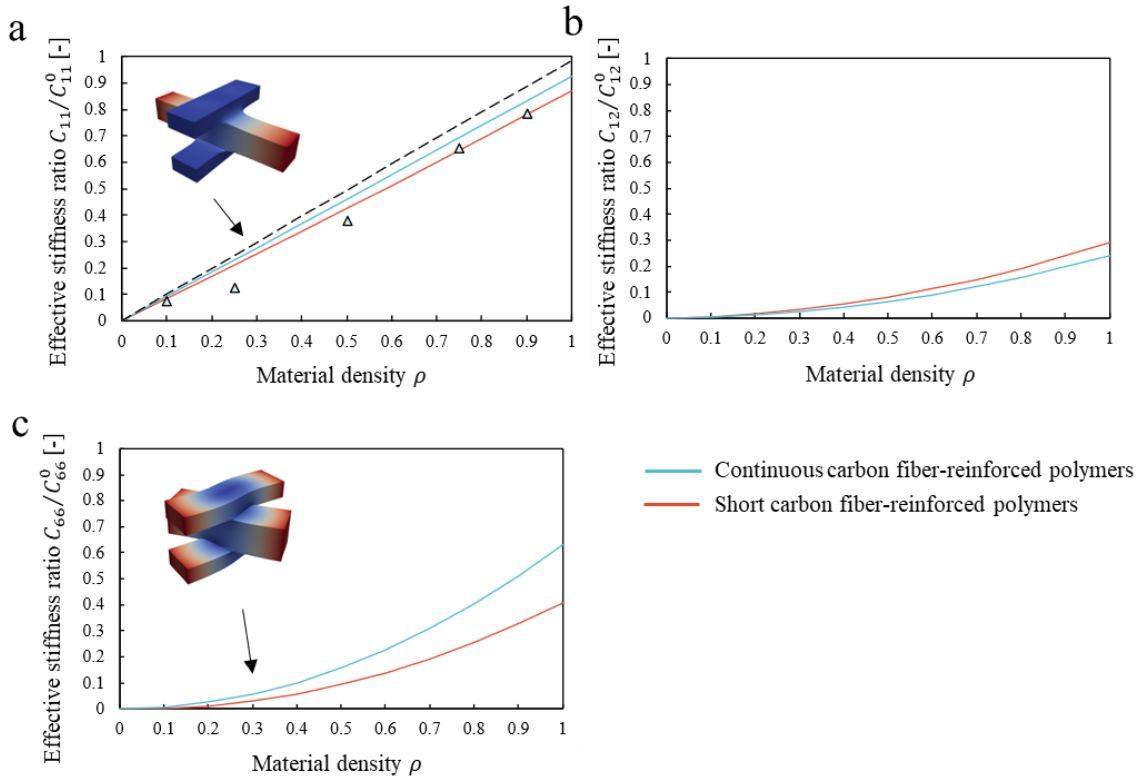 a
Effective stiffness ratio C₁₁/C⁰₁₁ [-]
1
0.9
0.8
0.7
0.6
0.5
0.4
0.3
0.2
0.1
0
0 0.1 0.2 0.3 0.4 0.5 0.6 0.7 0.8 0.9 1
Material density ρ
b
Effective stiffness ratio C₁₂/C⁰₁₂ [-]
1
0.9
0.8
0.7
0.6
0.5
0.4
0.3
0.2
0.1
0
0 0.1 0.2 0.3 0.4 0.5 0.6 0.7 0.8 0.9 1
Material density ρ
c
Effective stiffness ratio C₆₆/C⁰₆₆ [-]
1
0.9
0.8
0.7
0.6
0.5
0.4
0.3
0.2
0.1
0
0 0.1 0.2 0.3 0.4 0.5 0.6 0.7 0.8 0.9 1
Material density ρ
Continuous carbon fiber-reinforced polymers
Short carbon fiber-reinforced polymers